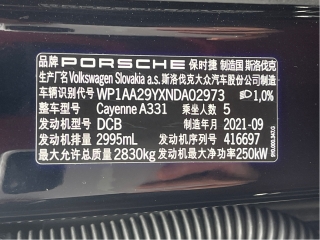 品牌 PORSCHE 保时捷 制造国 斯洛伐克
生产厂名 Volkswagen Slovakia a.s. 斯洛伐克大众汽车股份公司制造
车辆识别代号 WP1AA29YXNDA02973 1,0%
整车型号 Cayenne A331 乘坐人数 5
发动机型号 DCB 制造年月 2021-09
发动机排量 2995mL 整车序列号 416697
最大允许总质量 2830kg 发动机最大净功率 250kW